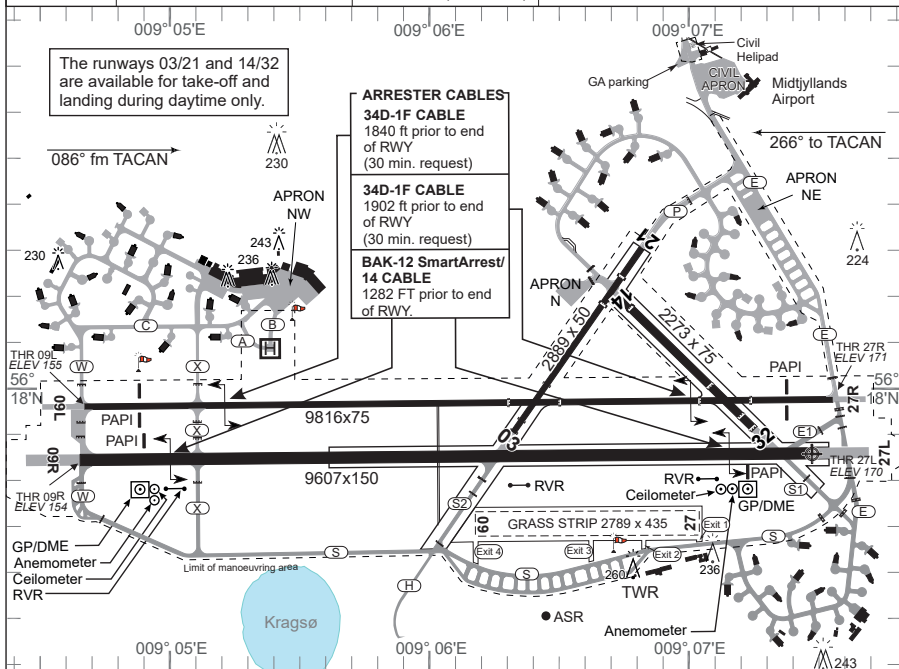 009° 05'E
009° 06'E
009° 07'E
The runways 03/21 and 14/32
are available for take-off and
landing during daytime only.
086° fm TACAN
230
ARRESTER CABLES
34D-1F CABLE
1840 ft prior to end
of RWY
(30 min. request)
34D-1F CABLE
1902 ft prior to end
of RWY
(30 min. request)
BAK-12 SmartArrest/
14 CABLE
1282 FT prior to end
of RWY.
Civil
Helipad
GA parking
CIVIL
APRON
Midtjyllands
Airport
266° to TACAN
APRON
NE
E
P
224
APRON
NW
243
236
230
C
B
A
H
W
X
APRON
N
21
14
2889 x 50
2273 x 75
E
THR 09L
ELEV 155
THR 27R
ELEV 171
PAPI
56°
18'N
56°
18'N
09L
27R
PAPI
PAPI
X
9816x75
03
32
E1
09R
27L
9607x150
THR 27L
ELEV 170
THR 09R
ELEV 154
W
X
S2
RVR
RVR
PAPI
Ceilometer
GP/DME
S1
E
GP/DME
Anemometer
Ceilometer
RVR
09
GRASS STRIP 2789 x 435
27
Exit 1
Exit 4
Exit 3
Exit 2
S
S
S
Limit of manoeuvring area
H
260
TWR
236
Kragsø
ASR
Anemometer
243
009° 05'E
009° 06'E
009° 07'E